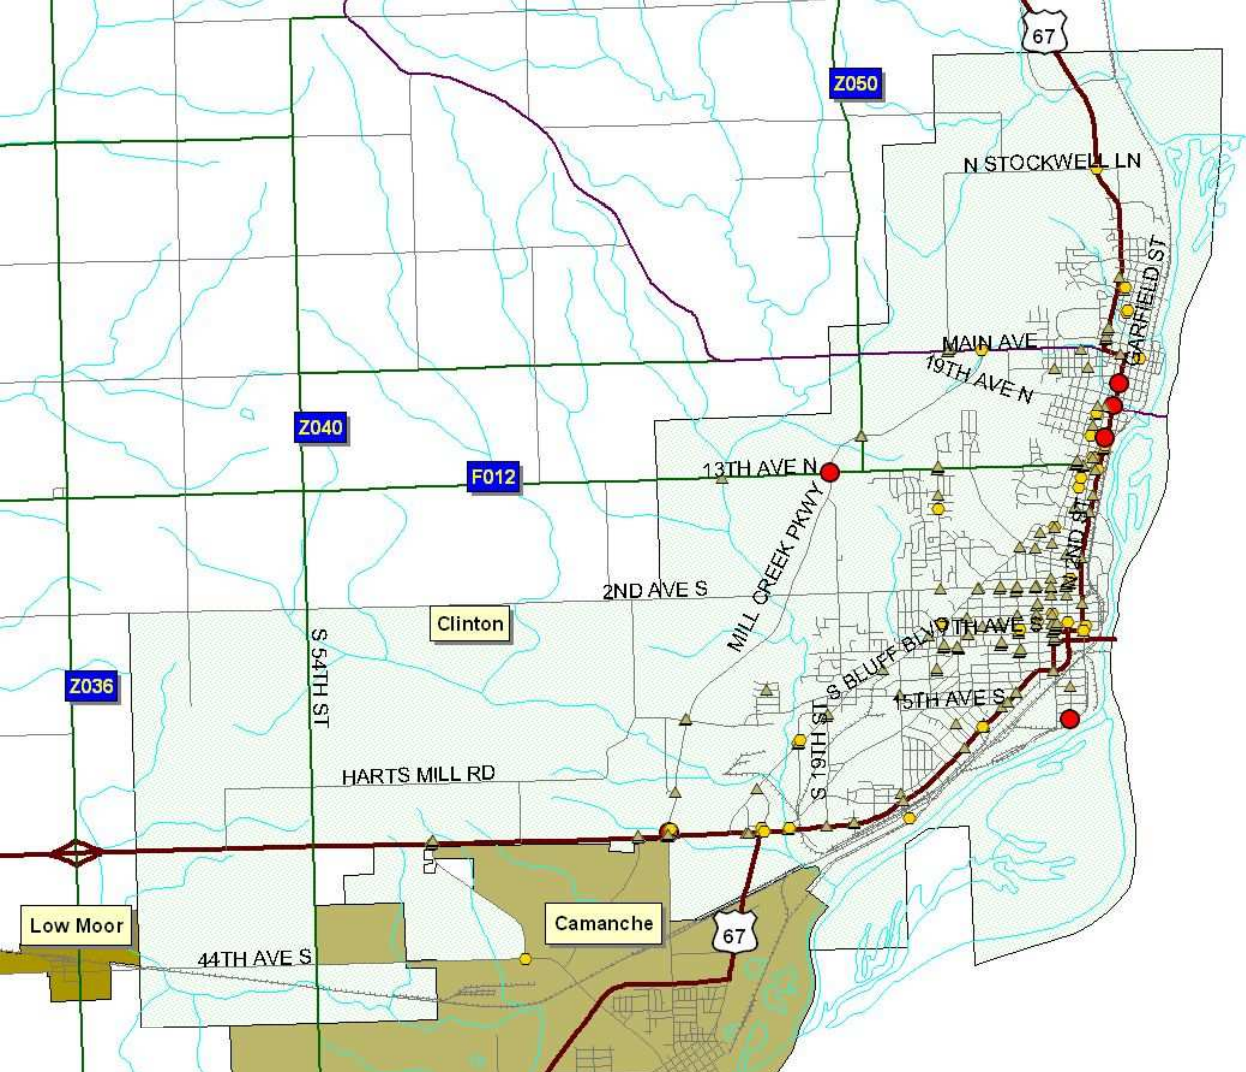 67
Z050
N STOCKWELL LN
GARFIELD ST
MAIN AVE
19TH AVE N
Z040
F012
13TH AVE N
MILL CREEK PKWY
N 2ND ST
2ND AVE S
Clinton
7TH AVE S
S BLUFF BLVD
S 54TH ST
Z036
15TH AVE S
S 19TH ST
HARTS MILL RD
Low Moor
Camanche
67
44TH AVE S